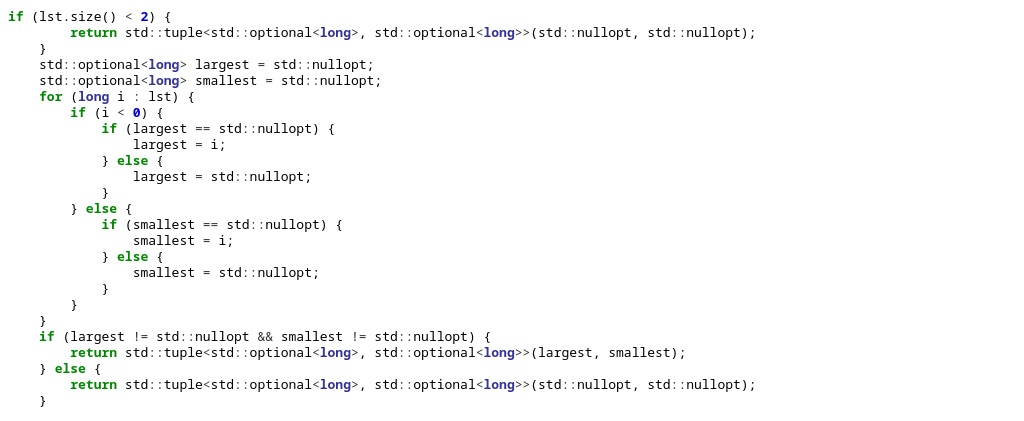 if (lst.size() < 2) {
        return std::tuple<std::optional<long>, std::optional<long>>(std::nullopt, std::nullopt);
    }
    std::optional<long> largest = std::nullopt;
    std::optional<long> smallest = std::nullopt;
    for (long i : lst) {
        if (i < 0) {
            if (largest == std::nullopt) {
                largest = i;
            } else {
                largest = std::nullopt;
            }
        } else {
            if (smallest == std::nullopt) {
                smallest = i;
            } else {
                smallest = std::nullopt;
            }
        }
    }
    if (largest != std::nullopt && smallest != std::nullopt) {
        return std::tuple<std::optional<long>, std::optional<long>>(largest, smallest);
    } else {
        return std::tuple<std::optional<long>, std::optional<long>>(std::nullopt, std::nullopt);
    }